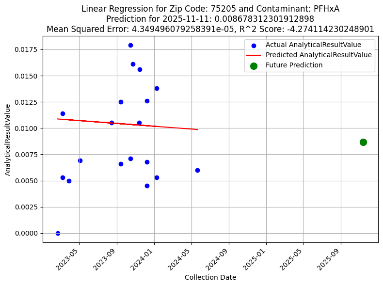 Linear Regression for Zip Code: 75205 and Contaminant: PFHxA
Prediction for 2025-11-11: 0.008678312301912898
Mean Squared Error: 4.349496079258391e-05, R^2 Score: -4.274114230248901
Actual AnalyticalResultValue
Predicted AnalyticalResultValue
Future Prediction
AnalyticalResultValue
0.0175
0.0150
0.0125
0.0100
0.0075
0.0050
0.0025
0.0000
2023-05
2023-09
2024-01
2024-05
2024-09
2025-01
2025-05
2025-09
Collection Date